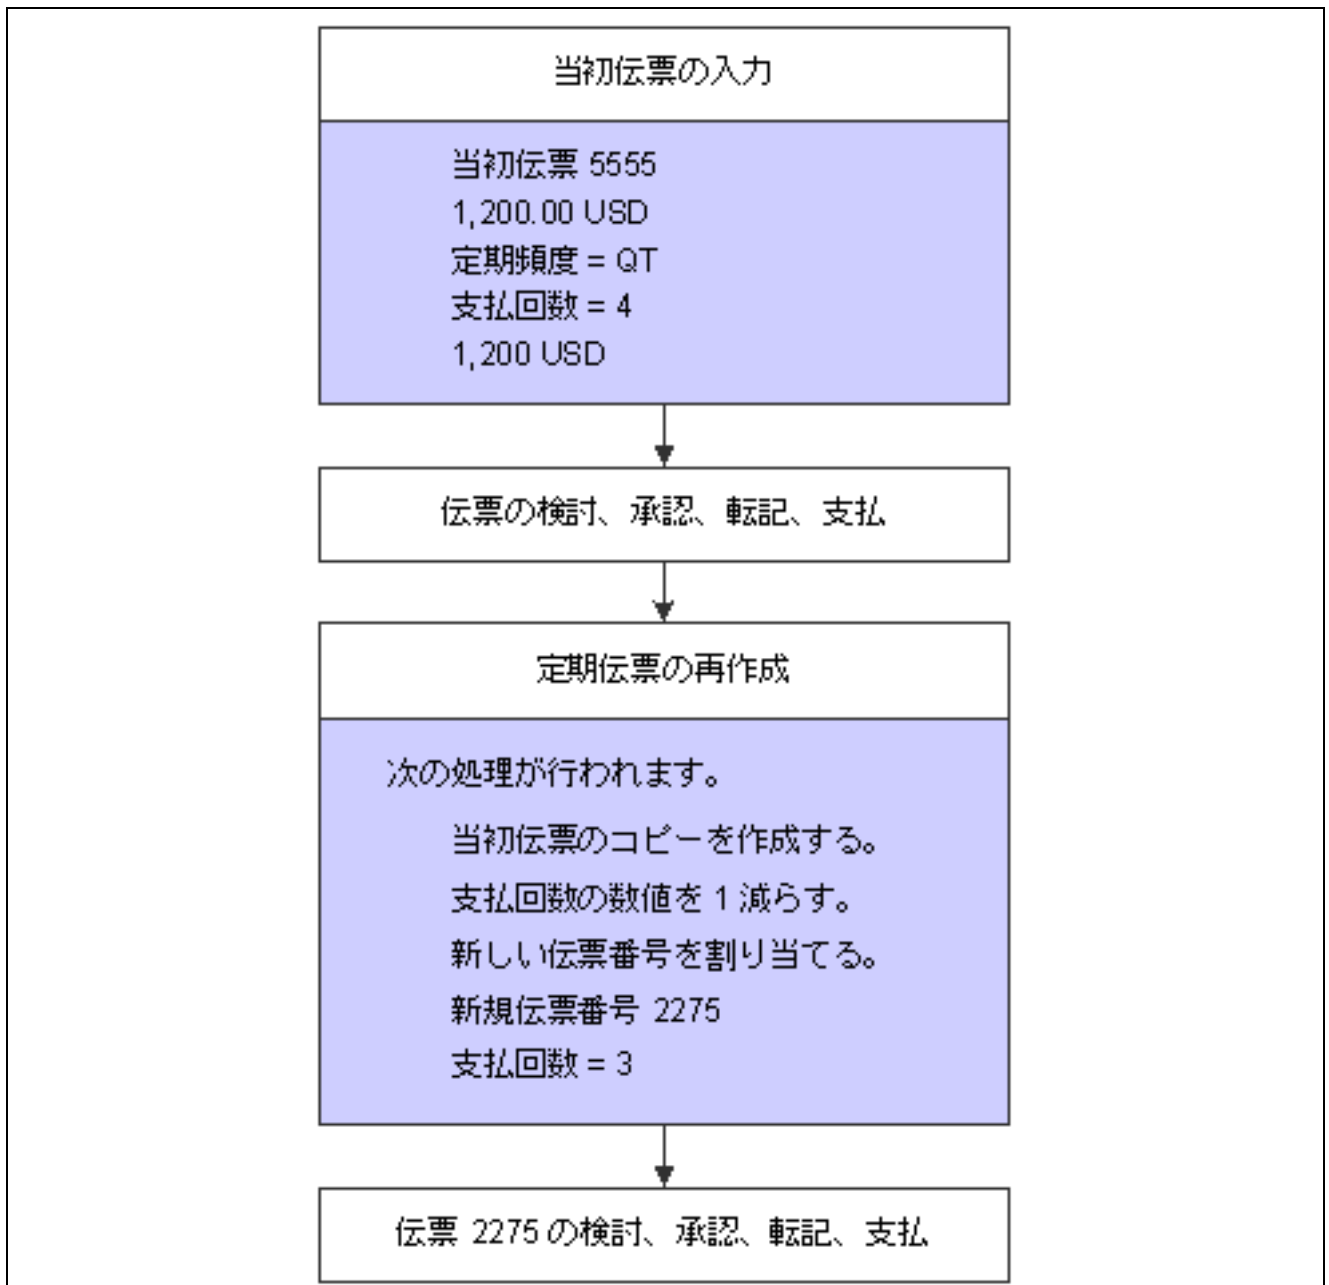 当初伝票の入力
当初伝票 5555
1,200.00 USD
定期頻度 = QT
支払回数 = 4
1,200 USD
伝票の検討、承認、転記、支払
定期伝票の再作成
次の処理が行われます。
当初伝票のコピーを作成する。
支払回数の数値を 1 減らす。
新しい伝票番号を割り当てる。
新規伝票番号 2275
支払回数 = 3
伝票 2275 の検討、承認、転記、支払